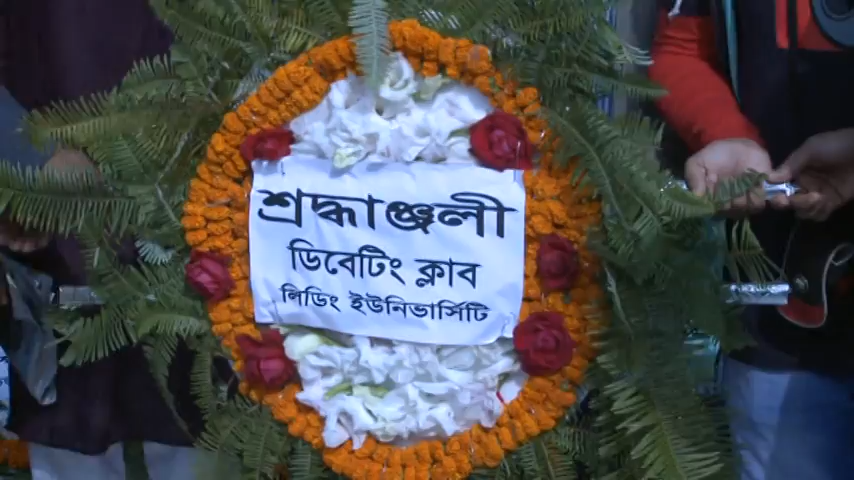 শ্রদ্ধাঞ্জলী
ডিবেটিং ক্লাব
লিডিং ইউনিভার্সিটি